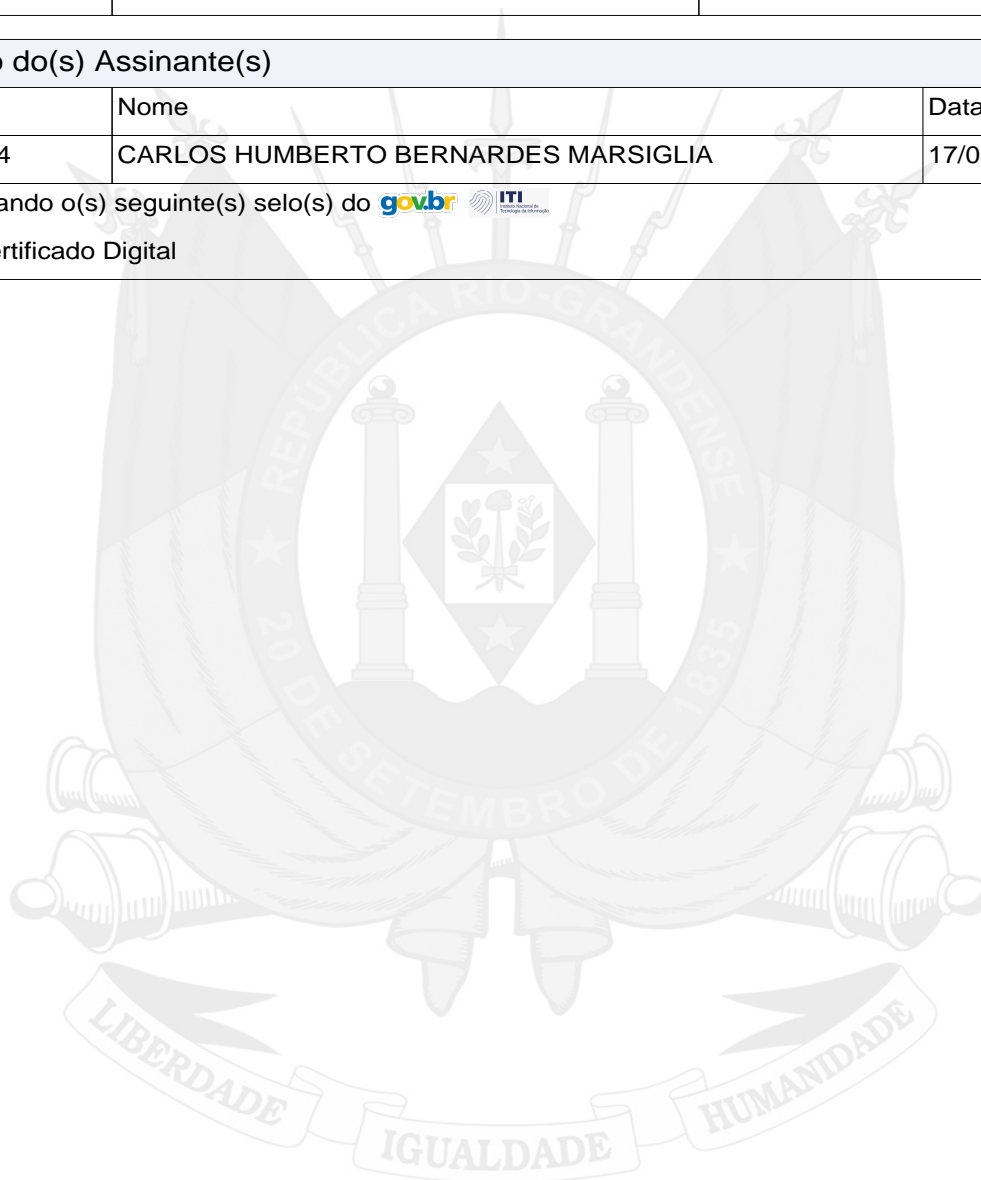 o do(s) Assinante(s)
Nome Data
4 CARLOS HUMBERTO BERNARDES MARSIGLIA 17/0
ando o(s) seguinte(s) selo(s) do gov.br ITI
rtificado Digital
REPÚBLICA RIO-GRANDENSE
20 DE SETEMBRO DE 1835
LIBERDADE IGUALDADE HUMANIDADE